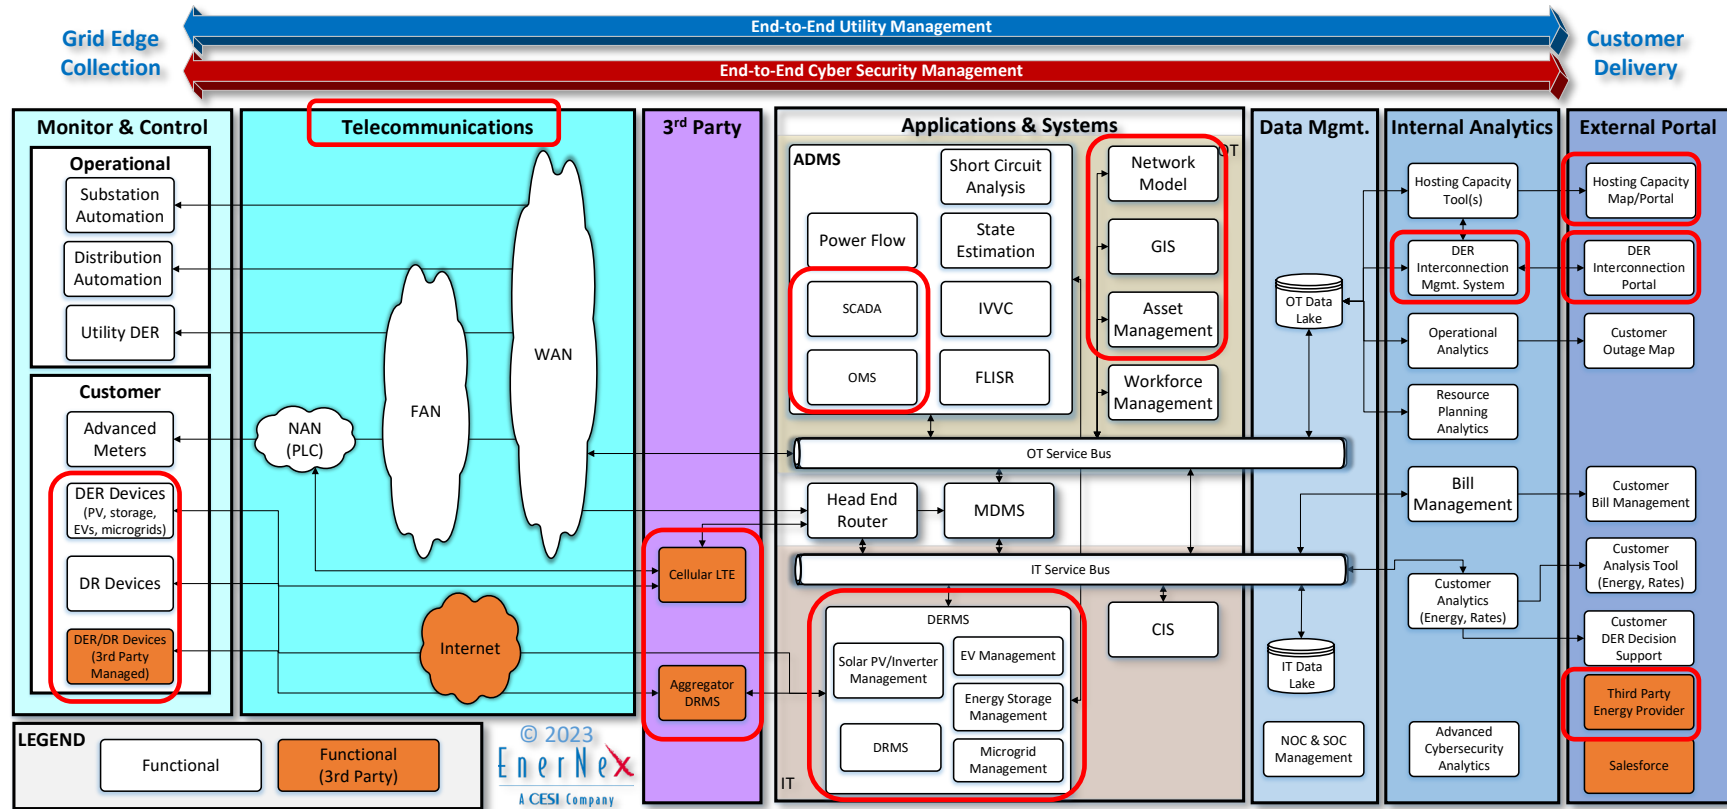 End-to-End Utility Management
End-to-End Cyber Security Management
Grid Edge
Collection
Customer
Delivery
Monitor & Control
Operational
Substation
Automation
Distribution
Automation
Utility DER
Customer
Advanced
Meters
DER Devices
(PV, storage,
EVs, microgrids)
DR Devices
DER/DR Devices
(3rd Party
Managed)
Telecommunications
WAN
FAN
NAN
(PLC)
Internet
3rd Party
Cellular LTE
Aggregator
DRMS
Applications & Systems
OT
ADMS
Short Circuit
Analysis
Power Flow
State
Estimation
SCADA
IVVC
OMS
FLISR
Network
Model
GIS
Asset
Management
Workforce
Management
OT Service Bus
Head End
Router
MDMS
IT Service Bus
DERMS
Solar PV/Inverter
Management
EV Management
Energy Storage
Management
DRMS
Microgrid
Management
CIS
IT
Data Mgmt.
OT Data
Lake
IT Data
Lake
NOC & SOC
Management
Internal Analytics
Hosting Capacity
Tool(s)
DER
Interconnection
Mgmt. System
Operational
Analytics
Resource
Planning
Analytics
Bill
Management
Customer
Analytics
(Energy, Rates)
Advanced
Cybersecurity
Analytics
External Portal
Hosting Capacity
Map/Portal
DER
Interconnection
Portal
Customer
Outage Map
Customer
Bill Management
Customer
Analysis Tool
(Energy, Rates)
Customer
DER Decision
Support
Third Party
Energy Provider
Salesforce
LEGEND
Functional
Functional
(3rd Party)
© 2023
EnerNex
A CESI Company